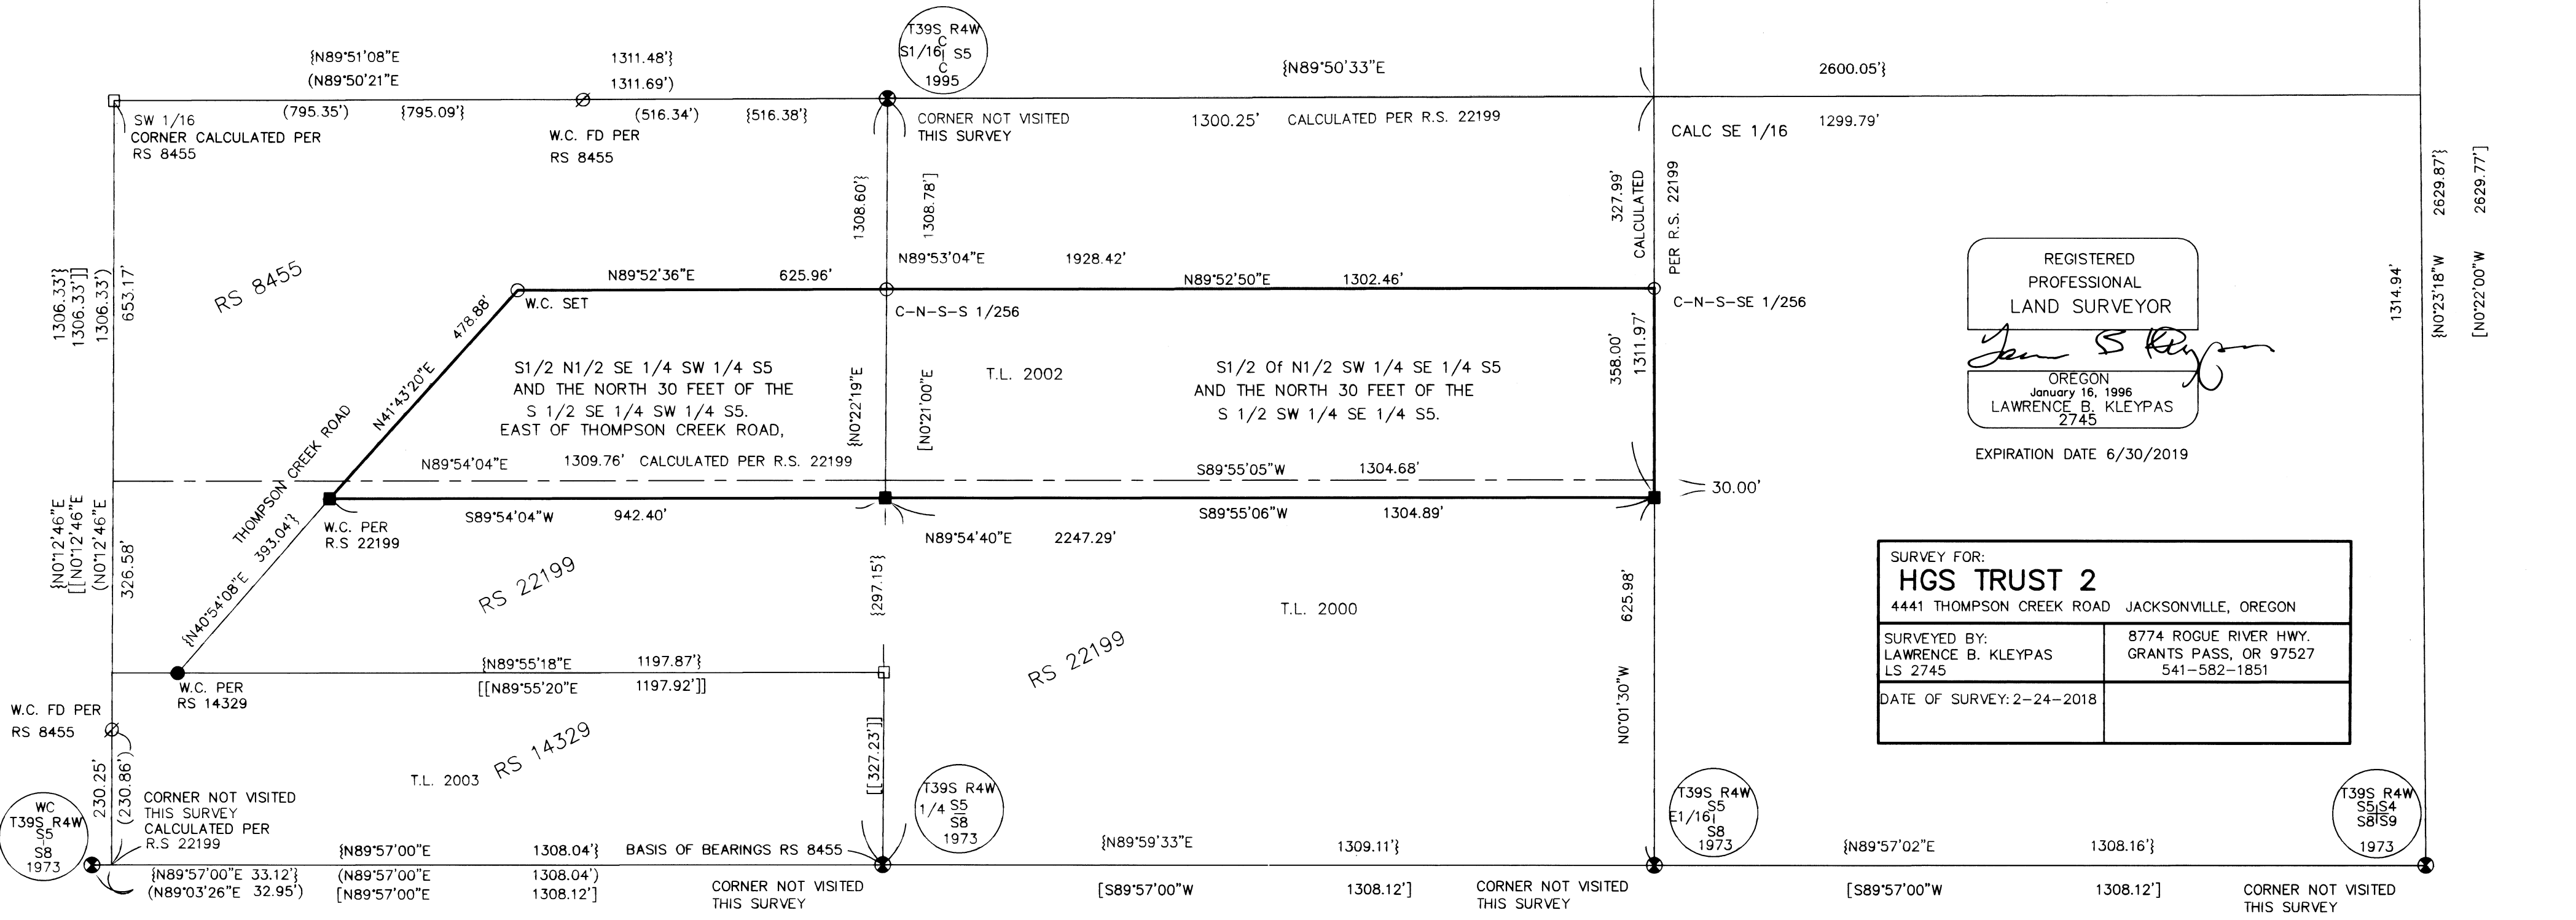 T39S R4W
C
S1/16 S5
C
1995
{N89°51'08"E 1311.48'}
(N89°50'21"E 1311.69')
{N89°50'33"E 2600.05'}
(795.35') {795.09'} (516.34') {516.38'}
SW 1/16
CORNER CALCULATED PER
RS 8455
W.C. FD PER
RS 8455
CORNER NOT VISITED
THIS SURVEY
1300.25' CALCULATED PER R.S. 22199
CALC SE 1/16 1299.79'
1308.60'}
1308.78']
327.99'
CALCULATED
PER R.S. 22199
{N0°23'18"W 2629.87'}
[N0°22'00"W 2629.77']
1314.94'
RS 8455
1306.33'}
1306.33']]
1306.33')
653.17'
N89°52'36"E 625.96'
N89°53'04"E 1928.42'
N89°52'50"E 1302.46'
W.C. SET
C-N-S-S 1/256
C-N-S-SE 1/256
478.88'
N41°43'20"E
S1/2 N1/2 SE 1/4 SW 1/4 S5
AND THE NORTH 30 FEET OF THE
S 1/2 SE 1/4 SW 1/4 S5.
EAST OF THOMPSON CREEK ROAD,
{N0°22'19"E
[N0°21'00"E
T.L. 2002
S1/2 Of N1/2 SW 1/4 SE 1/4 S5
AND THE NORTH 30 FEET OF THE
S 1/2 SW 1/4 SE 1/4 S5.
358.00'
1311.97'
REGISTERED
PROFESSIONAL
LAND SURVEYOR
OREGON
January 16, 1996
LAWRENCE B. KLEYPAS
2745
EXPIRATION DATE 6/30/2019
THOMPSON CREEK ROAD
N89°54'04"E 1309.76' CALCULATED PER R.S. 22199
S89°55'05"W 1304.68'
30.00'
S89°54'04"W 942.40'
S89°55'06"W 1304.89'
W.C. PER
R.S 22199
N89°54'40"E 2247.29'
{N0°12'46"E
[[N0°12'46"E
(N0°12'46"E
326.58'
{N40°54'08"E 393.04'}
RS 22199
{297.15'}
T.L. 2000
RS 22199
625.98'
N0°01'30"W
SURVEY FOR:
HGS TRUST 2
4441 THOMPSON CREEK ROAD JACKSONVILLE, OREGON
SURVEYED BY:
LAWRENCE B. KLEYPAS
LS 2745
8774 ROGUE RIVER HWY.
GRANTS PASS, OR 97527
541-582-1851
DATE OF SURVEY: 2-24-2018
{N89°55'18"E 1197.87'}
[[N89°55'20"E 1197.92']]
W.C. PER
RS 14329
W.C. FD PER
RS 8455
RS 14329
T.L. 2003
[[327.23']]
230.25'
(230.86')
CORNER NOT VISITED
THIS SURVEY
CALCULATED PER
R.S 22199
WC
T39S R4W
S5
S8
1973
T39S R4W
1/4 S5
S8
1973
T39S R4W
S5
E1/16
S8
1973
T39S R4W
S5 S4
S8 S9
1973
{N89°57'00"E 1308.04'} BASIS OF BEARINGS RS 8455
{N89°59'33"E 1309.11'}
{N89°57'02"E 1308.16'}
{N89°57'00"E 33.12'} (N89°57'00"E 1308.04')
(N89°03'26"E 32.95') [N89°57'00"E 1308.12']
CORNER NOT VISITED
THIS SURVEY
[S89°57'00"W 1308.12']
CORNER NOT VISITED
THIS SURVEY
[S89°57'00"W 1308.12']
CORNER NOT VISITED
THIS SURVEY